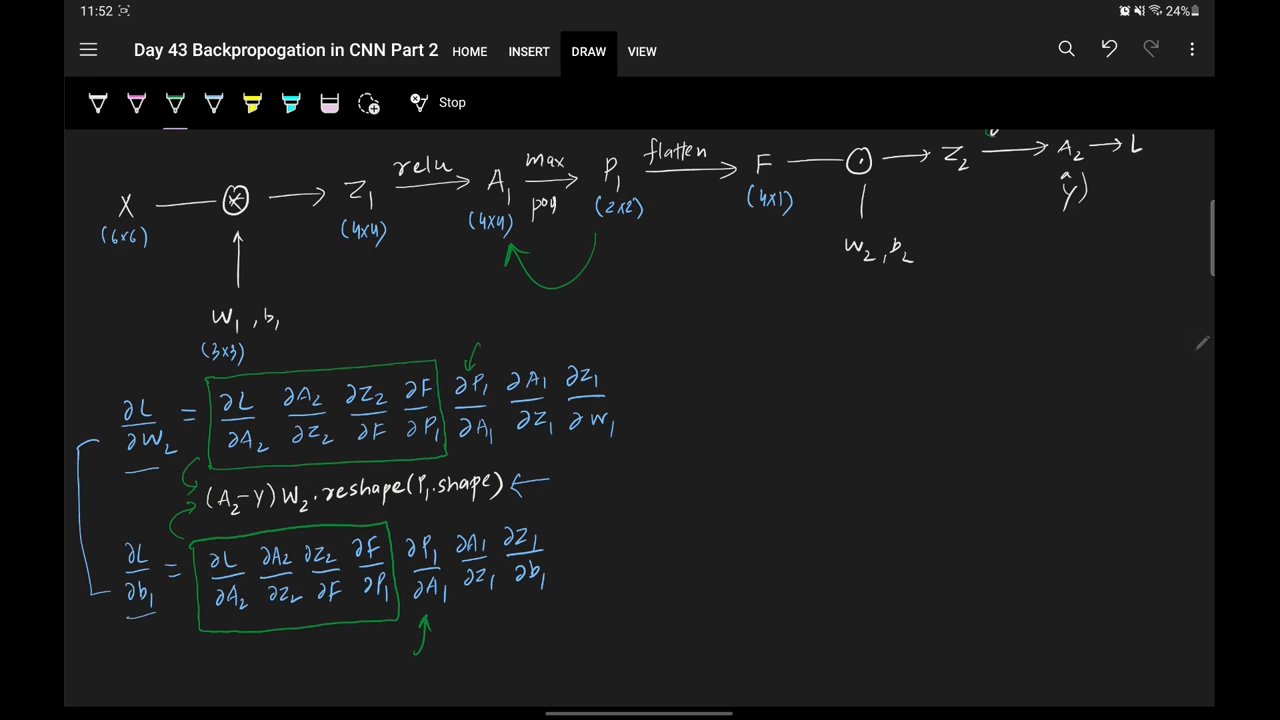 11:52 24%
Day 43 Backpropogation in CNN Part 2 HOME INSERT DRAW VIEW
Stop
X (6x6) ⊛ → Z₁ (4x4) relu → A₁ (4x4) max poy → P₁ (2x2) flatten → F (4x1) ⊙ → Z₂ → A₂ → L
ŷ)
W₂, b₂
W₁, b₁
(3x3)
∂L/∂W₂ = ∂L/∂A₂ ∂A₂/∂Z₂ ∂Z₂/∂F ∂F/∂P₁ ∂P₁/∂A₁ ∂A₁/∂Z₁ ∂Z₁/∂W₁
(A₂-Y)W₂.reshape(P₁.shape) ←
∂L/∂b₁ = ∂L/∂A₂ ∂A₂/∂Z₂ ∂Z₂/∂F ∂F/∂P₁ ∂P₁/∂A₁ ∂A₁/∂Z₁ ∂Z₁/∂b₁